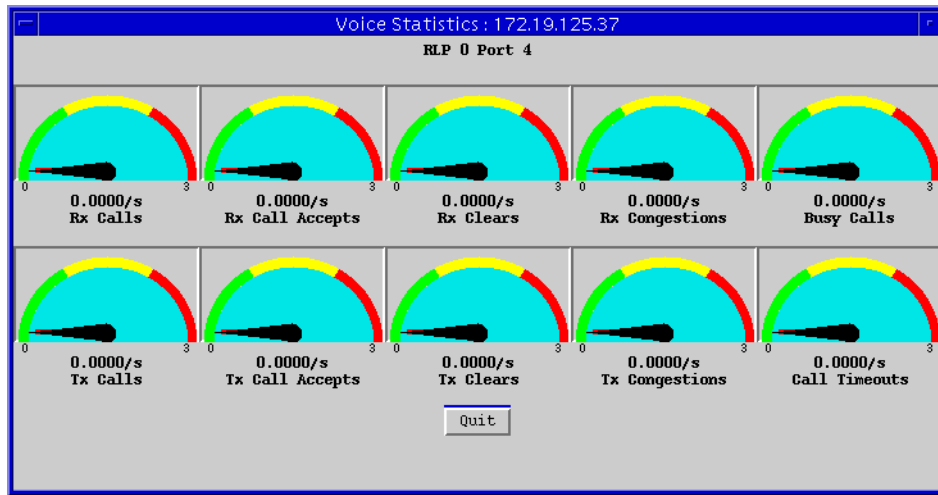 Voice Statistics : 172.19.125.37
RLP 0 Port 4
0 3 0 3 0 3 0 3 0 3
0.0000/s 0.0000/s 0.0000/s 0.0000/s 0.0000/s
Rx Calls Rx Call Accepts Rx Clears Rx Congestions Busy Calls
0 3 0 3 0 3 0 3 0 3
0.0000/s 0.0000/s 0.0000/s 0.0000/s 0.0000/s
Tx Calls Tx Call Accepts Tx Clears Tx Congestions Call Timeouts
Quit